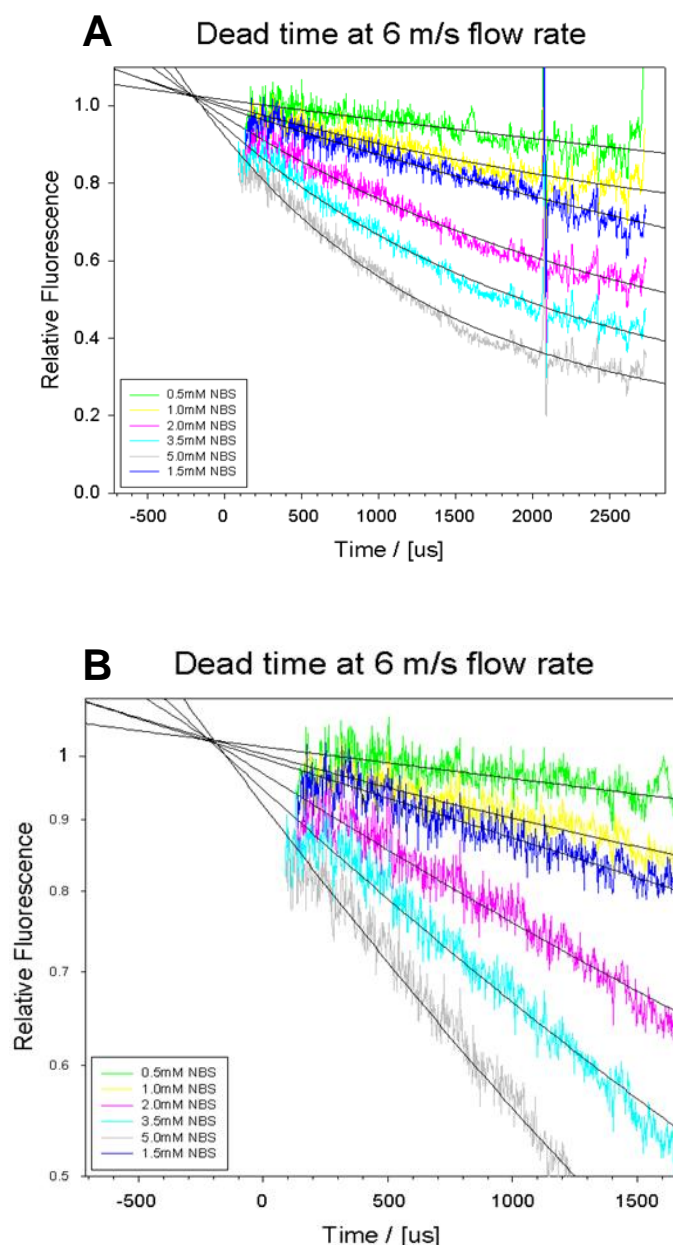 A Dead time at 6 m/s flow rate
Relative Fluorescence
1.0
0.8
0.6
0.4
0.2
0.0
0.5mM NBS
1.0mM NBS
2.0mM NBS
3.5mM NBS
5.0mM NBS
1.5mM NBS
-500 0 500 1000 1500 2000 2500
Time / [us]
B Dead time at 6 m/s flow rate
Relative Fluorescence
1
0.9
0.8
0.7
0.6
0.5
0.5mM NBS
1.0mM NBS
2.0mM NBS
3.5mM NBS
5.0mM NBS
1.5mM NBS
-500 0 500 1000 1500
Time / [us]